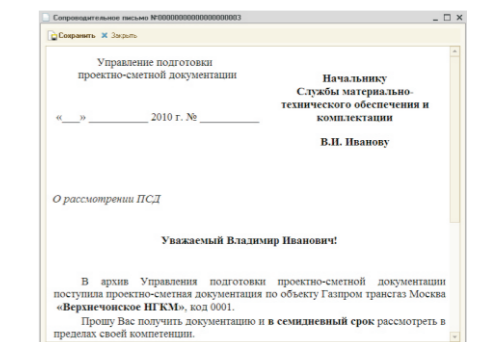 Сопроводительное письмо №000000000000000000003
Сохранить Закрыть
Управление подготовки
проектно-сметной документации
«___» __________ 2010 г. № __________
Начальнику
Службы материально-
технического обеспечения и
комплектации
В.И. Иванову
О рассмотрении ПСД
Уважаемый Владимир Иванович!
В архив Управления подготовки проектно-сметной документации
поступила проектно-сметная документация по объекту Газпром трансгаз Москва
«Верхнечонское НГКМ», код 0001.
Прошу Вас получить документацию и в семидневный срок рассмотреть в
пределах своей компетенции.